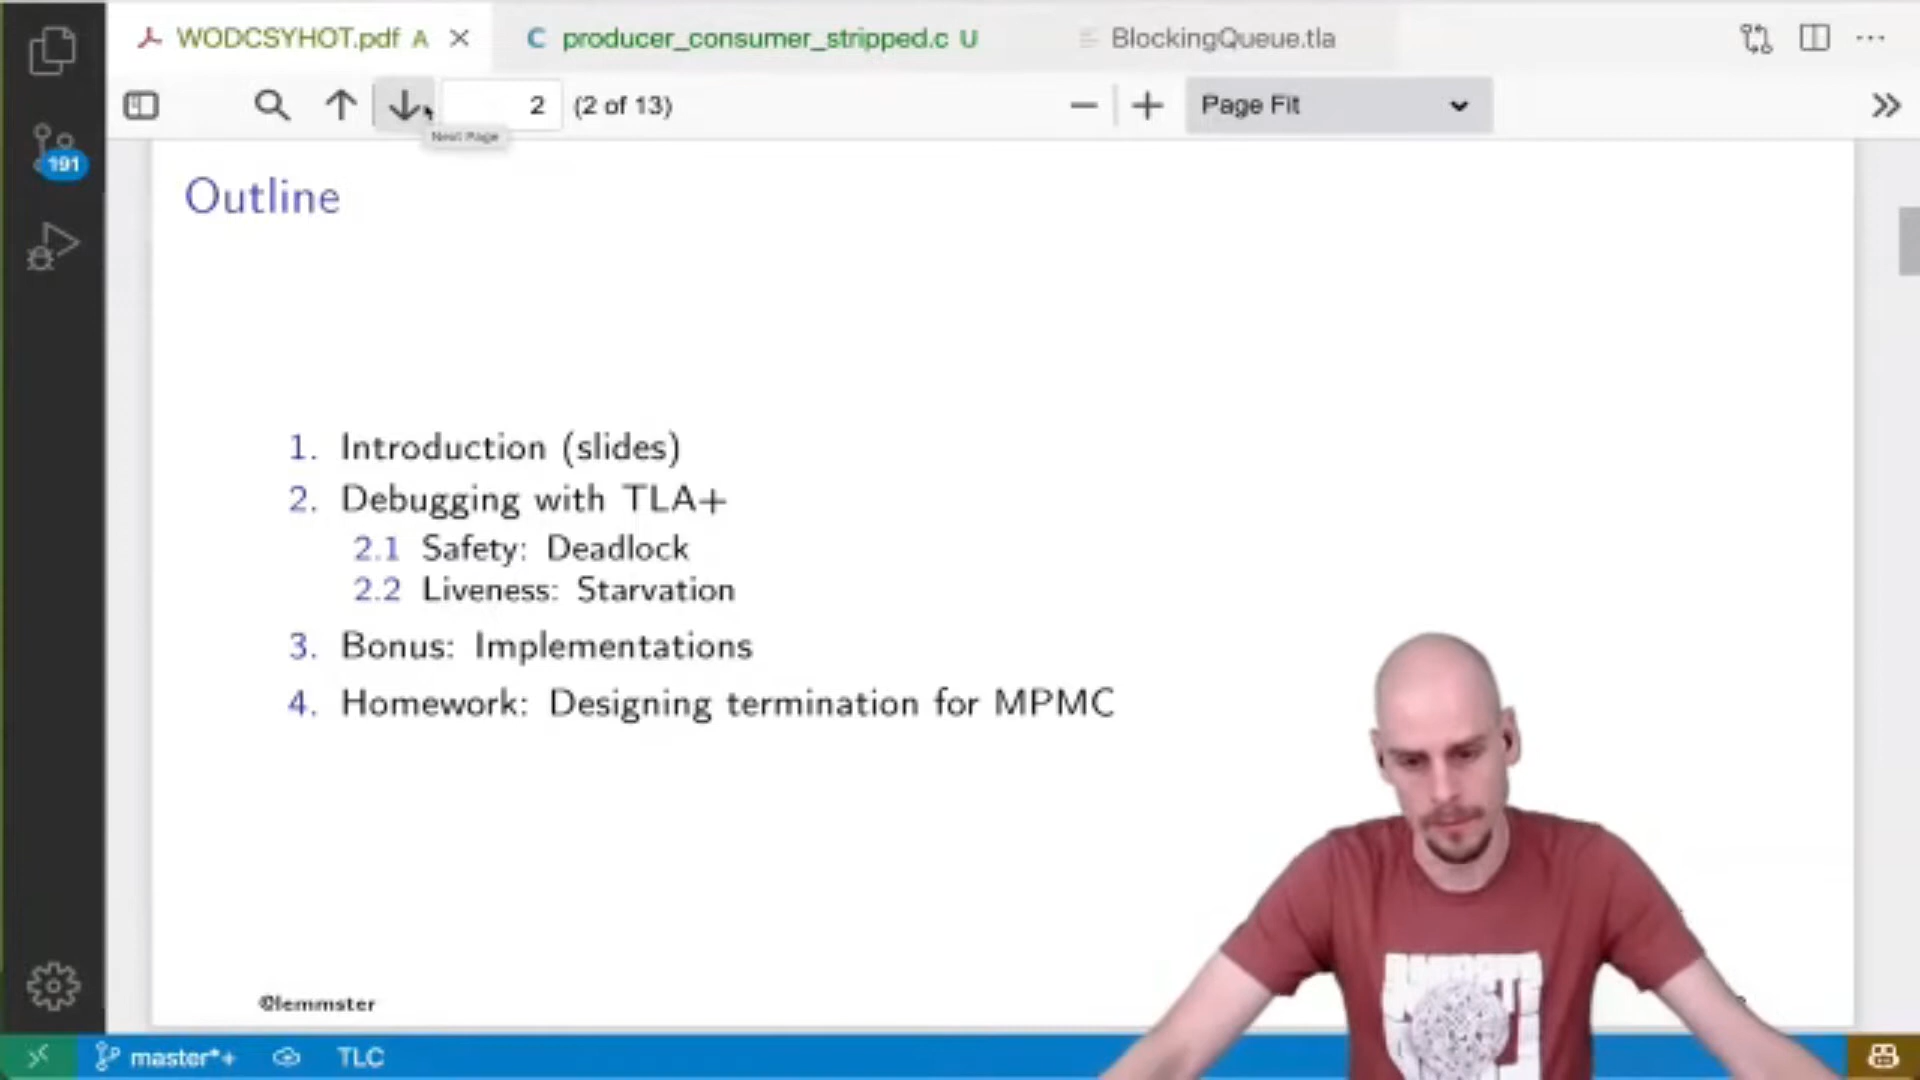 WODCSYHOT.pdf A
producer_consumer_stripped.c U
BlockingQueue.tla
2 (2 of 13)
Page Fit
Next Page
191
Outline
1. Introduction (slides)
2. Debugging with TLA+
2.1 Safety: Deadlock
2.2 Liveness: Starvation
3. Bonus: Implementations
4. Homework: Designing termination for MPMC
©lemmster
master*+
TLC